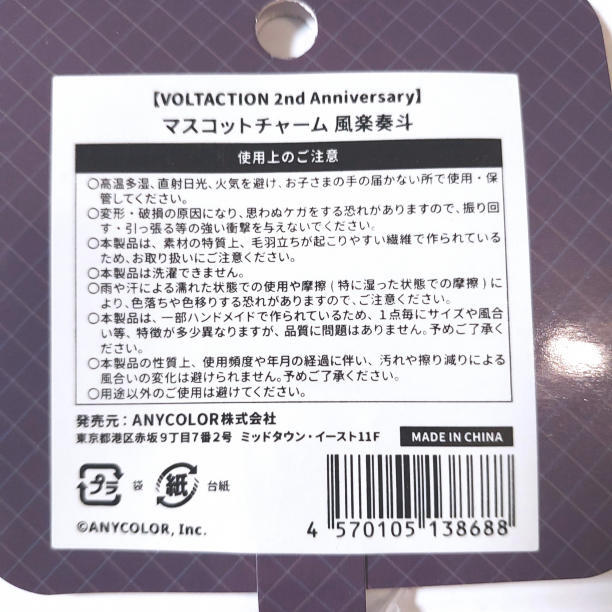 【VOLTACTION 2nd Anniversary】
マスコットチャーム 風楽奏斗
使用上のご注意
○高温多湿、直射日光、火気を避け、お子さまの手の届かない所で使用・保
管してください。
○変形・破損の原因になり、思わぬケガをする恐れがありますので、振り回
す・引っ張る等の強い衝撃を与えないでください。
○本製品は、素材の特質上、毛羽立ちが起こりやすい繊維で作られている
ため、お取り扱いにご注意ください。
○本製品は洗濯できません。
○雨や汗による濡れた状態での使用や摩擦(特に湿った状態での摩擦)に
より、色落ちや色移りする恐れがありますので、ご注意ください。
○本製品は、一部ハンドメイドで作られているため、1点毎にサイズや風合
い等、特徴が多少異なりますが、品質に問題はありません。予めご了承く
ださい。
○本製品の性質上、使用頻度や年月の経過に伴い、汚れや擦り減りによる
風合いの変化は避けられません。予めご了承ください。
○用途以外のご使用は避けてください。
発売元:ANYCOLOR株式会社
東京都港区赤坂9丁目7番2号 ミッドタウン・イースト11F
MADE IN CHINA
プラ 袋 紙 台紙
©ANYCOLOR, Inc.
4 570105 138688